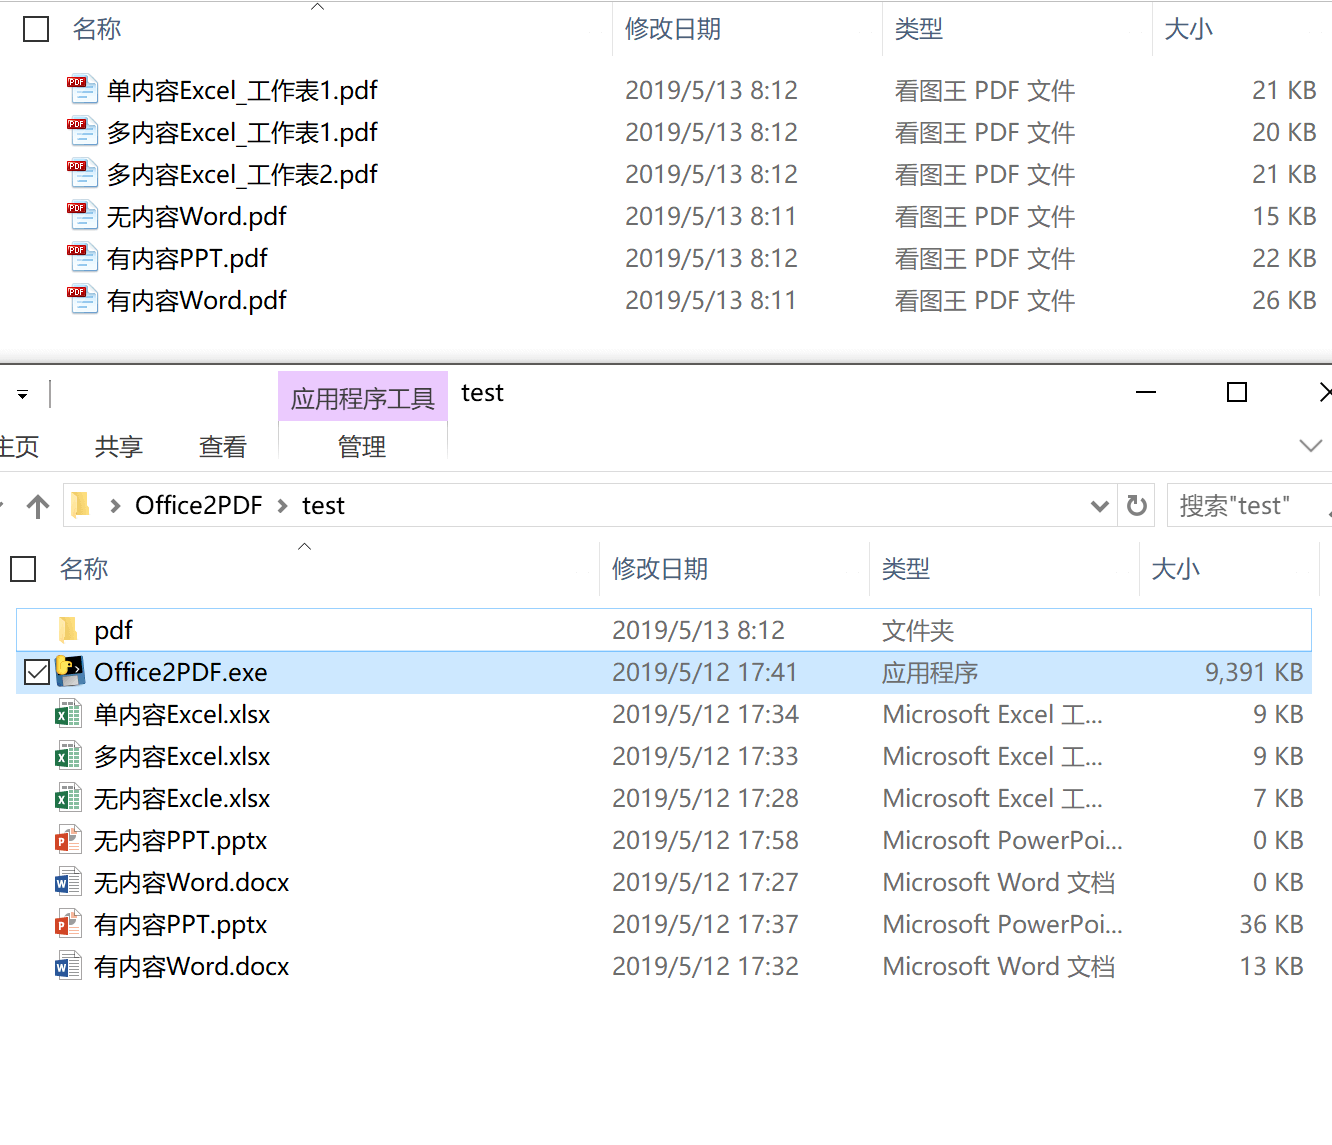 名称 修改日期 类型 大小
单内容Excel_工作表1.pdf 2019/5/13 8:12 看图王 PDF 文件 21 KB
多内容Excel_工作表1.pdf 2019/5/13 8:12 看图王 PDF 文件 20 KB
多内容Excel_工作表2.pdf 2019/5/13 8:12 看图王 PDF 文件 21 KB
无内容Word.pdf 2019/5/13 8:11 看图王 PDF 文件 15 KB
有内容PPT.pdf 2019/5/13 8:12 看图王 PDF 文件 22 KB
有内容Word.pdf 2019/5/13 8:11 看图王 PDF 文件 26 KB
应用程序工具 test
主页 共享 查看 管理
Office2PDF test 搜索"test"
名称 修改日期 类型 大小
pdf 2019/5/13 8:12 文件夹
Office2PDF.exe 2019/5/12 17:41 应用程序 9,391 KB
单内容Excel.xlsx 2019/5/12 17:34 Microsoft Excel 工... 9 KB
多内容Excel.xlsx 2019/5/12 17:33 Microsoft Excel 工... 9 KB
无内容Excle.xlsx 2019/5/12 17:28 Microsoft Excel 工... 7 KB
无内容PPT.pptx 2019/5/12 17:58 Microsoft PowerPoi... 0 KB
无内容Word.docx 2019/5/12 17:27 Microsoft Word 文档 0 KB
有内容PPT.pptx 2019/5/12 17:37 Microsoft PowerPoi... 36 KB
有内容Word.docx 2019/5/12 17:32 Microsoft Word 文档 13 KB